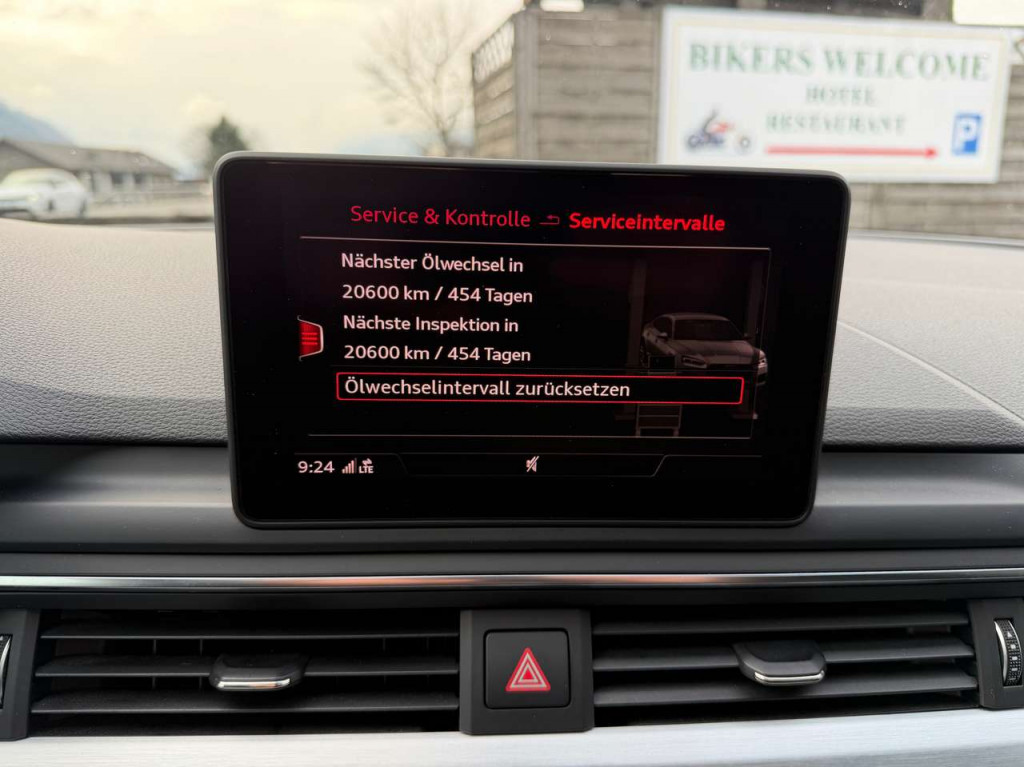 BIKERS WELCOME
HOTEL
RESTAURANT
P
Service & Kontrolle Serviceintervalle
Nächster Ölwechsel in
20600 km / 454 Tagen
Nächste Inspektion in
20600 km / 454 Tagen
Ölwechselintervall zurücksetzen
9:24 LTE